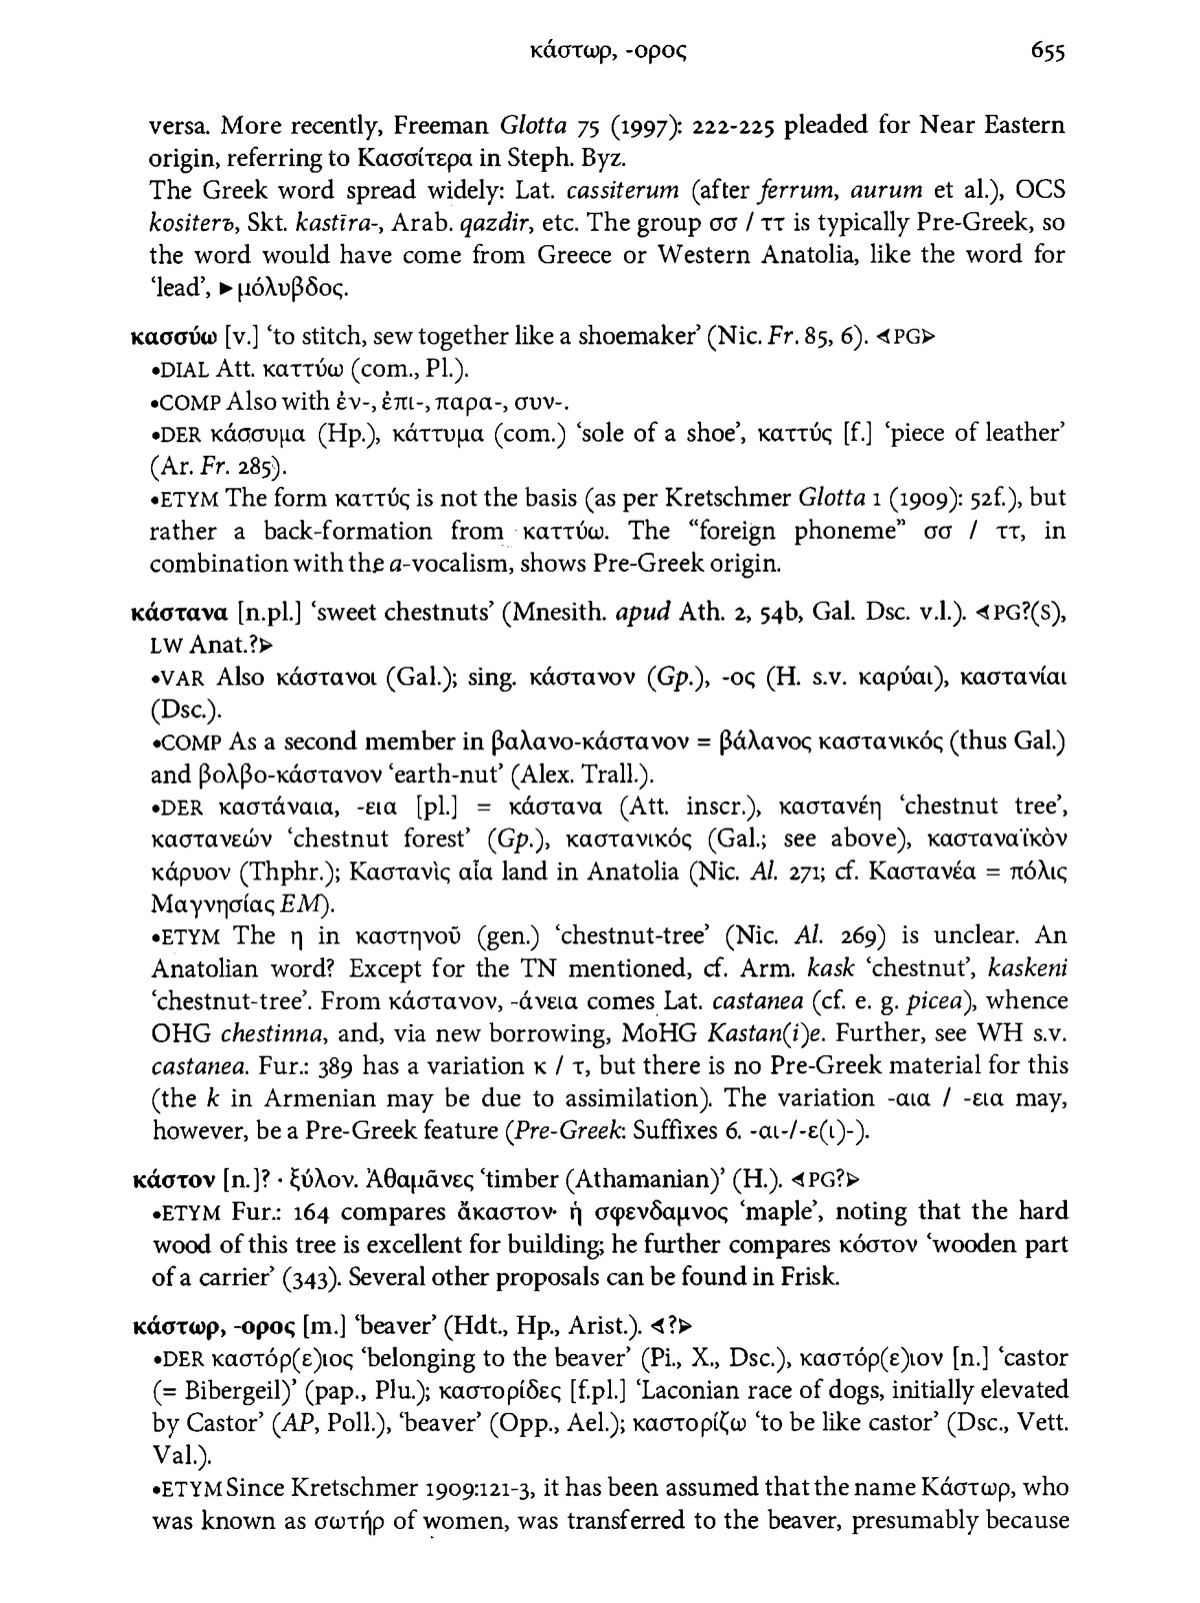 κάστωρ, -ορος 655
versa. More recently, Freeman Glotta 75 (1997): 222-225 pleaded for Near Eastern
origin, referring to Κασσίτερα in Steph. Byz.
The Greek word spread widely: Lat. cassiterum (after ferrum, aurum et al.), OCS
kositerъ, Skt. kastīra-, Arab. qazdir, etc. The group σσ / ττ is typically Pre-Greek, so
the word would have come from Greece or Western Anatolia, like the word for
‘lead’, ►μόλυβδος.
κασσύω [v.] ‘to stitch, sew together like a shoemaker’ (Nic. Fr. 85, 6). ⊲PG⊳
•DIAL Att. καττύω (com., Pl.).
•COMP Also with ἐν-, ἐπι-, παρα-, συν-.
•DER κάσσυμα (Hp.), κάττυμα (com.) ‘sole of a shoe’, καττύς [f.] ‘piece of leather’
(Ar. Fr. 285).
•ETYM The form καττύς is not the basis (as per Kretschmer Glotta 1 (1909): 52f.), but
rather a back-formation from καττύω. The “foreign phoneme” σσ / ττ, in
combination with the a-vocalism, shows Pre-Greek origin.
κάστανα [n.pl.] ‘sweet chestnuts’ (Mnesith. apud Ath. 2, 54b, Gal. Dsc. v.l.). ⊲PG?(S),
LW Anat.?⊳
•VAR Also κάστανοι (Gal.); sing. κάστανον (Gp.), -ος (H. s.v. καρύαι), καστανίαι
(Dsc.).
•COMP As a second member in βαλανο-κάστανον = βάλανος καστανικός (thus Gal.)
and βολβο-κάστανον ‘earth-nut’ (Alex. Trall.).
•DER καστάναια, -εια [pl.] = κάστανα (Att. inscr.), καστανέη ‘chestnut tree’,
καστανεών ‘chestnut forest’ (Gp.), καστανικός (Gal.; see above), κασταναϊκὸν
κάρυον (Thphr.); Καστανὶς αἶα land in Anatolia (Nic. Al. 271; cf. Καστανέα = πόλις
Μαγνησίας EM).
•ETYM The η in καστηνοῦ (gen.) ‘chestnut-tree’ (Nic. Al. 269) is unclear. An
Anatolian word? Except for the TN mentioned, cf. Arm. kask ‘chestnut’, kaskeni
‘chestnut-tree’. From κάστανον, -άνεια comes Lat. castanea (cf. e. g. picea), whence
OHG chestinna, and, via new borrowing, MoHG Kastan(i)e. Further, see WH s.v.
castanea. Fur.: 389 has a variation κ / τ, but there is no Pre-Greek material for this
(the k in Armenian may be due to assimilation). The variation -αια / -εια may,
however, be a Pre-Greek feature (Pre-Greek: Suffixes 6. -αι-/-ε(ι)-).
κάστον [n.]? · ξύλον. Ἀθαμᾶνες ‘timber (Athamanian)’ (H.). ⊲PG?⊳
•ETYM Fur.: 164 compares ἄκαστον· ἡ σφενδαμνος ‘maple’, noting that the hard
wood of this tree is excellent for building; he further compares κόστον ‘wooden part
of a carrier’ (343). Several other proposals can be found in Frisk.
κάστωρ, -ορος [m.] ‘beaver’ (Hdt., Hp., Arist.). ⊲?⊳
•DER καστόρ(ε)ιος ‘belonging to the beaver’ (Pi., X., Dsc.), καστόρ(ε)ιον [n.] ‘castor
(= Bibergeil)’ (pap., Plu.); καστορίδες [f.pl.] ‘Laconian race of dogs, initially elevated
by Castor’ (AP, Poll.), ‘beaver’ (Opp., Ael.); καστορίζω ‘to be like castor’ (Dsc., Vett.
Val.).
•ETYM Since Kretschmer 1909:121-3, it has been assumed that the name Κάστωρ, who
was known as σωτήρ of women, was transferred to the beaver, presumably because